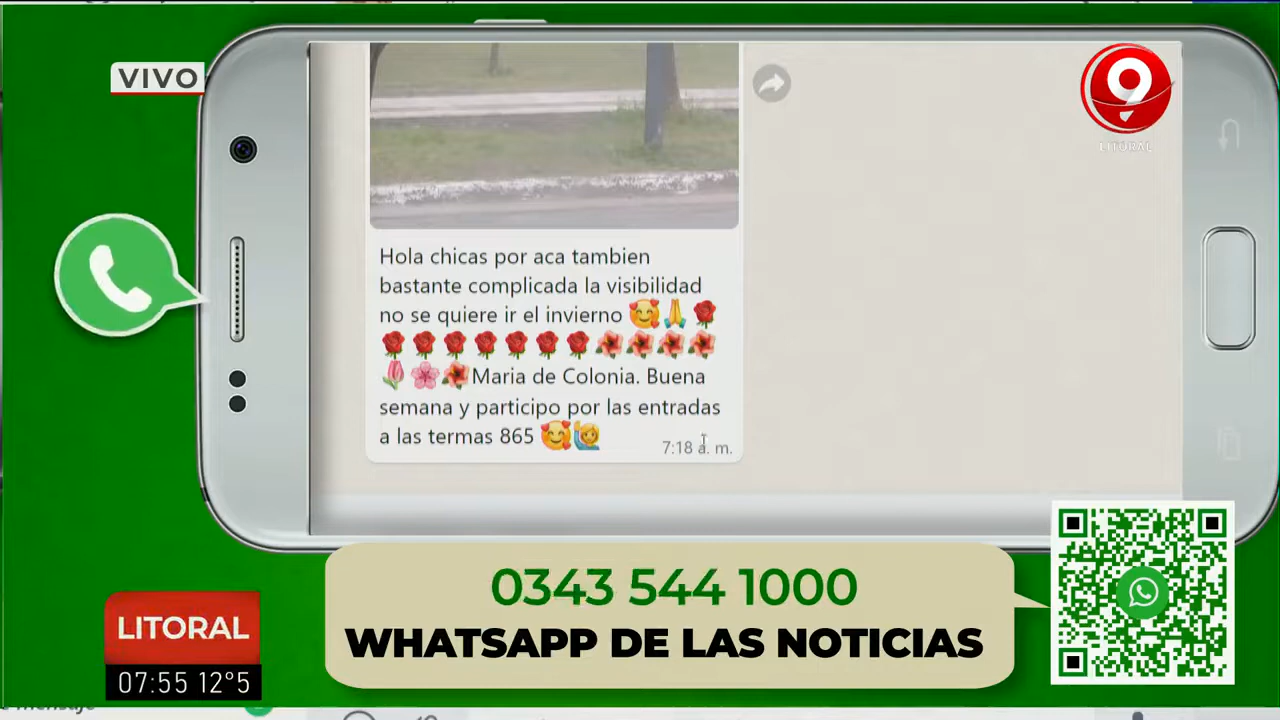 VIVO
9
LITORAL
Hola chicas por aca tambien
bastante complicada la visibilidad
no se quiere ir el invierno 🥰🙏🌹
🌹🌹🌹🌹🌹🌹🌹🌺🌺🌺🌺
🌷🌸🌺Maria de Colonia. Buena
semana y participo por las entradas
a las termas 865 🥰🙋‍♀️
7:18 a. m.
0343 544 1000
WHATSAPP DE LAS NOTICIAS
LITORAL
07:55 12°5
mensaje